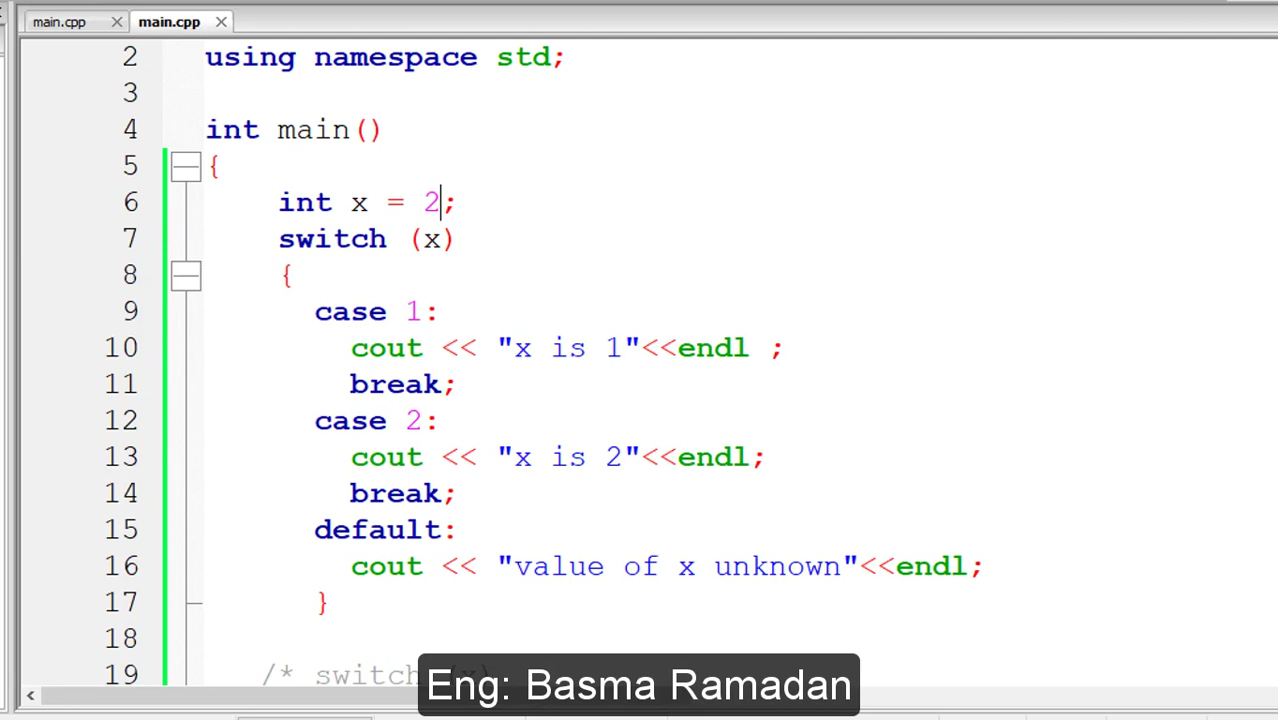 main.cpp main.cpp
2 using namespace std;
3
4 int main()
5 {
6 int x = 2;
7 switch (x)
8 {
9 case 1:
10 cout << "x is 1"<<endl ;
11 break;
12 case 2:
13 cout << "x is 2"<<endl;
14 break;
15 default:
16 cout << "value of x unknown"<<endl;
17 }
18
19 /* switch (x)
Eng: Basma Ramadan